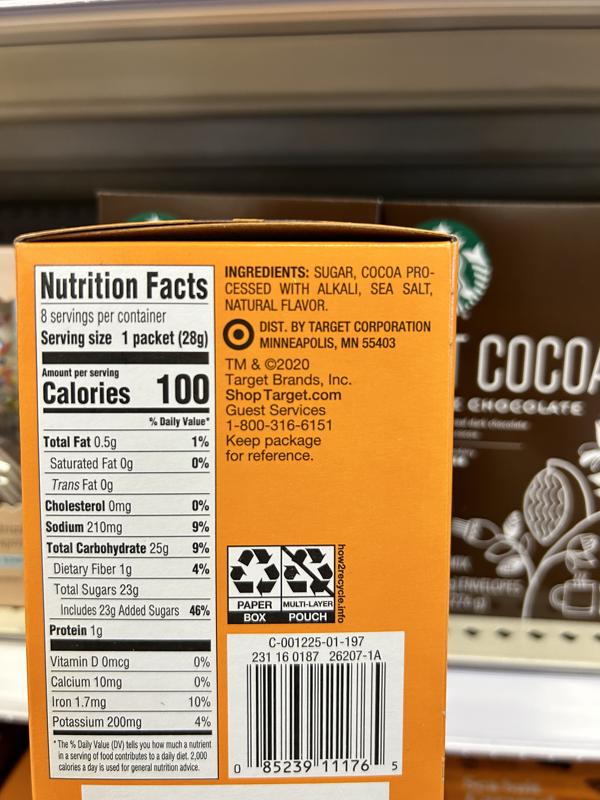 Nutrition Facts
8 servings per container
Serving size 1 packet (28g)
Amount per serving
Calories 100
% Daily Value*
Total Fat 0.5g 1%
Saturated Fat 0g 0%
Trans Fat 0g
Cholesterol 0mg 0%
Sodium 210mg 9%
Total Carbohydrate 25g 9%
Dietary Fiber 1g 4%
Total Sugars 23g
Includes 23g Added Sugars 46%
Protein 1g
Vitamin D 0mcg 0%
Calcium 10mg 0%
Iron 1.7mg 10%
Potassium 200mg 4%
*The % Daily Value (DV) tells you how much a nutrient
in a serving of food contributes to a daily diet. 2,000
calories a day is used for general nutrition advice.
INGREDIENTS: SUGAR, COCOA PRO-
CESSED WITH ALKALI, SEA SALT,
NATURAL FLAVOR.
DIST. BY TARGET CORPORATION
MINNEAPOLIS, MN 55403
TM & ©2020
Target Brands, Inc.
ShopTarget.com
Guest Services
1-800-316-6151
Keep package
for reference.
PAPER
BOX
MULTI-LAYER
POUCH
how2recycle.info
C-001225-01-197
231 16 0187 26207-1A
0 85239 11176 5
COCOA
CHOCOLATE
ENVELOPES